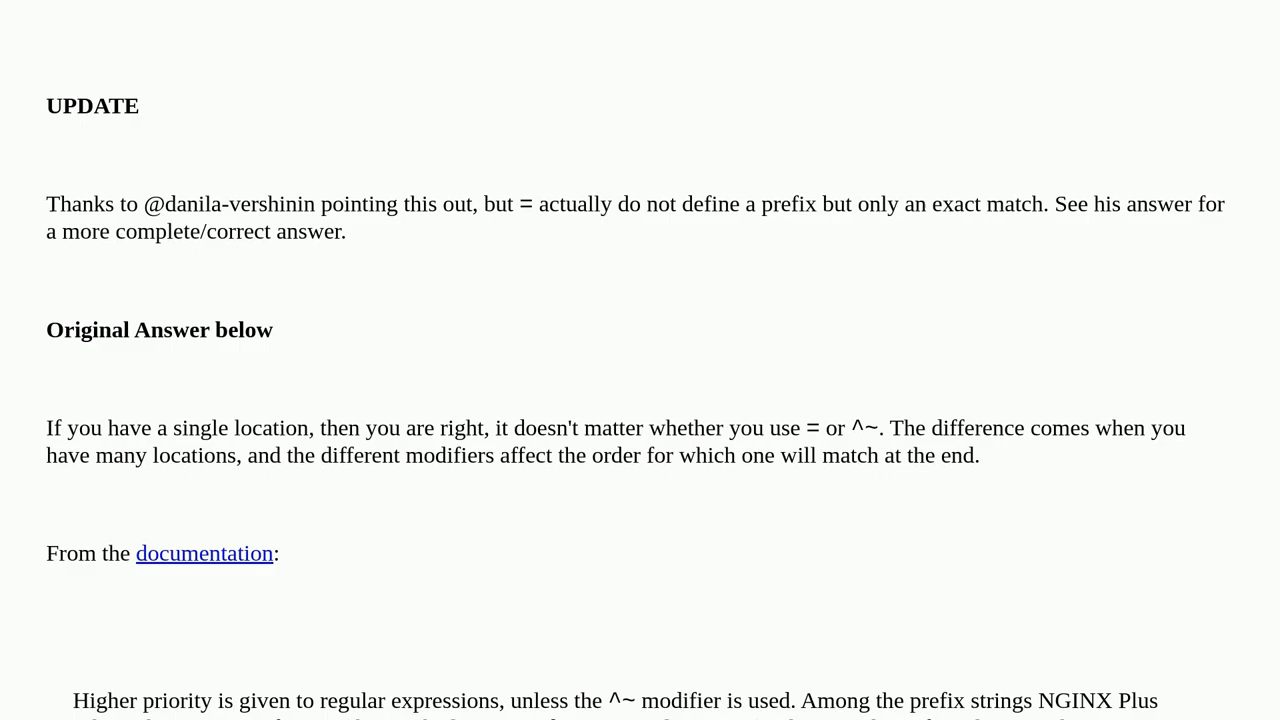 UPDATE
Thanks to @danila-vershinin pointing this out, but = actually do not define a prefix but only an exact match. See his answer for
a more complete/correct answer.
Original Answer below
If you have a single location, then you are right, it doesn't matter whether you use = or ^~. The difference comes when you
have many locations, and the different modifiers affect the order for which one will match at the end.
From the documentation:
Higher priority is given to regular expressions, unless the ^~ modifier is used. Among the prefix strings NGINX Plus